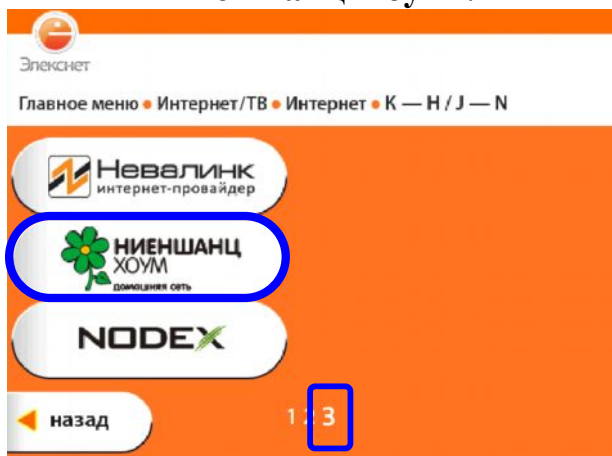 Элекснет
Главное меню • Интернет/ТВ • Интернет • К — Н / J — N
Невалинк
интернет-провайдер
НИЕНШАНЦ
ХОУМ
домашняя сеть
NODEX
назад
1 2 3